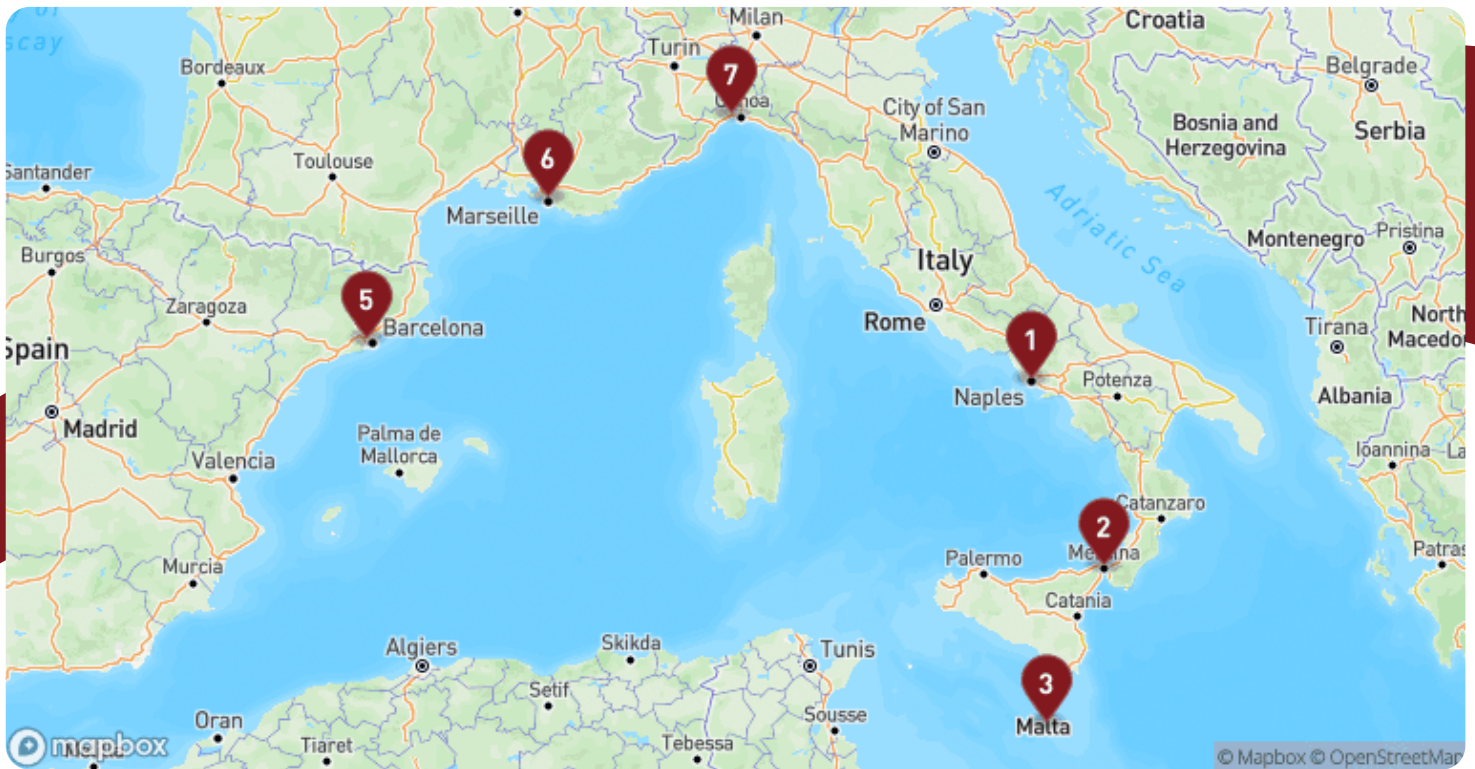 Milan
Croatia
Turin
Bordeaux
Belgrade
7
City of San
Marino
Bosnia and
Herzegovina
Serbia
6
Toulouse
Santander
Marseille
Adriatic Sea
Montenegro
Pristina
Burgos
Italy
5
Zaragoza
Barcelona
Rome
North
Tirana
Spain
1
Potenza
Naples
Albania
Madrid
Palma de
Mallorca
Valencia
Ioannina
Catanzaro
2
Palermo
Patras
Murcia
Catania
Algiers
Skikda
Tunis
3
Setif
Oran
Sousse
Malta
Tiaret
Tebessa
mapbox
© Mapbox © OpenStreetMap